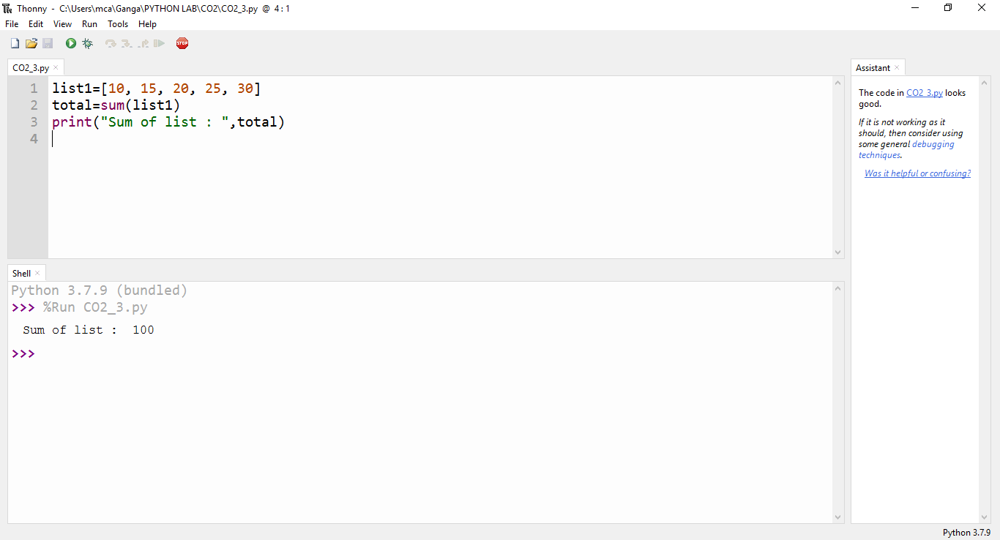 Thonny - C:\Users\mca\Ganga\PYTHON LAB\CO2\CO2_3.py @ 4:1
File Edit View Run Tools Help
STOP
CO2_3.py ×
1 list1=[10, 15, 20, 25, 30]
2 total=sum(list1)
3 print("Sum of list : ",total)
4
Assistant ×
The code in CO2_3.py looks
good.
If it is not working as it
should, then consider using
some general debugging
techniques.
Was it helpful or confusing?
Shell ×
Python 3.7.9 (bundled)
>>> %Run CO2_3.py
Sum of list :  100
>>>
Python 3.7.9